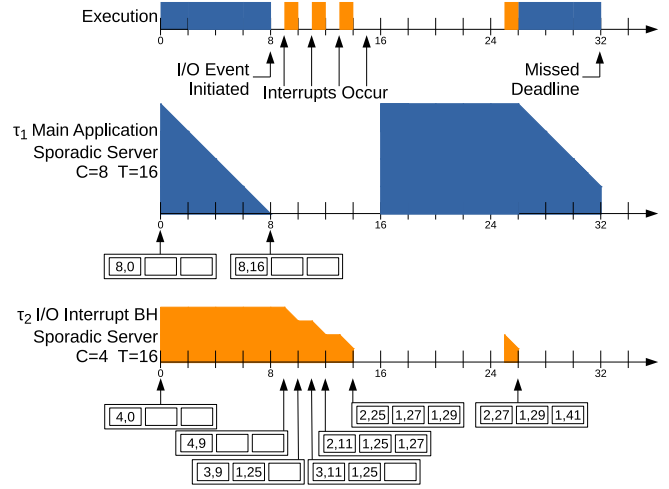 Execution
0 8 16 24 32
I/O Event
Initiated
Interrupts Occur
Missed
Deadline
τ1 Main Application
Sporadic Server
C=8 T=16
0 8 16 24 32
8,0
8,16
τ2 I/O Interrupt BH
Sporadic Server
C=4 T=16
0 8 16 24 32
4,0
2,25 1,27 1,29
2,27 1,29 1,41
4,9
2,11 1,25 1,27
3,9 1,25
3,11 1,25